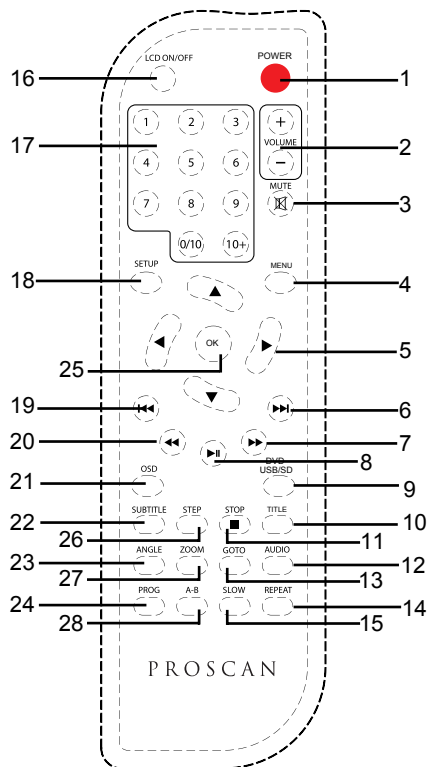 LCD ON/OFF POWER
16 1
1 2 3 +
17 VOLUME 2
4 5 6 −
MUTE
7 8 9 3
0/10 10+
SETUP MENU
18 4
▲
◀ OK ▶ 5
25
▼
19 6
20 7
8
OSD DVD USB/SD
21 9
SUBTITLE STEP STOP TITLE
22 10
26 11
ANGLE ZOOM GOTO AUDIO
23 12
27 13
PROG A-B SLOW REPEAT
24 14
28 15
PROSCAN